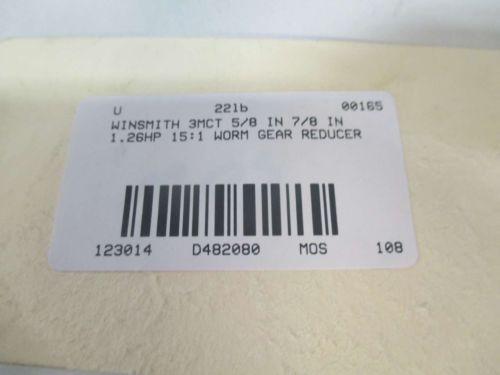 U 22lb 00165
WINSMITH 3MCT 5/8 IN 7/8 IN
1.26HP 15:1 WORM GEAR REDUCER
123014 D482080 MOS 108